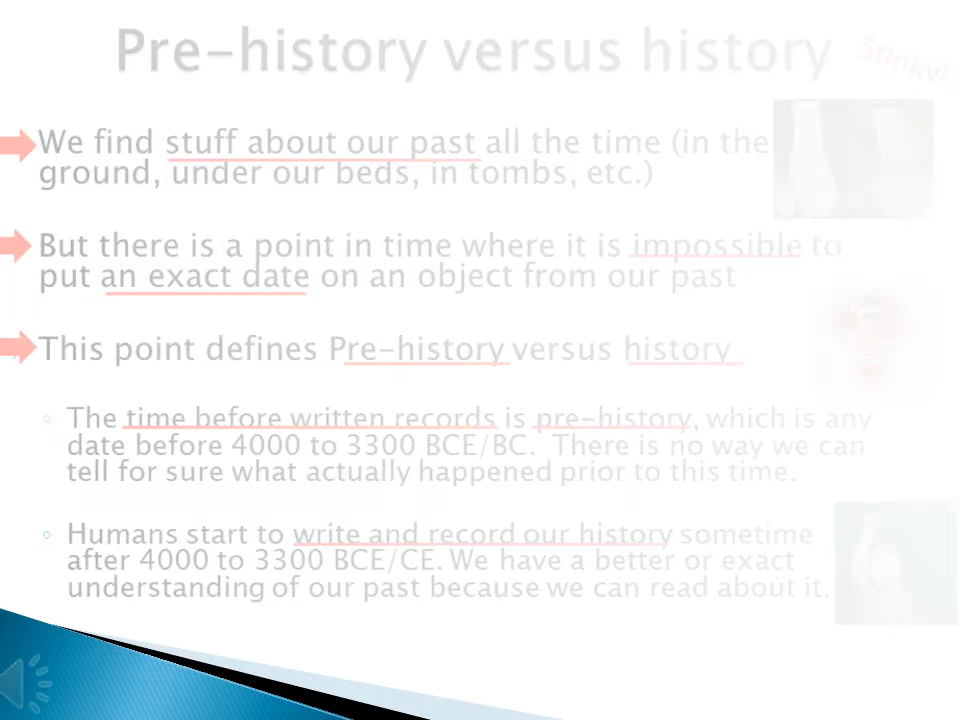 Pre-history versus history
Stinky!
We find stuff about our past all the time (in the
ground, under our beds, in tombs, etc.)
But there is a point in time where it is impossible to
put an exact date on an object from our past
This point defines Pre-history versus history
◦ The time before written records is pre-history, which is any
date before 4000 to 3300 BCE/BC. There is no way we can
tell for sure what actually happened prior to this time.
◦ Humans start to write and record our history sometime
after 4000 to 3300 BCE/CE. We have a better or exact
understanding of our past because we can read about it.